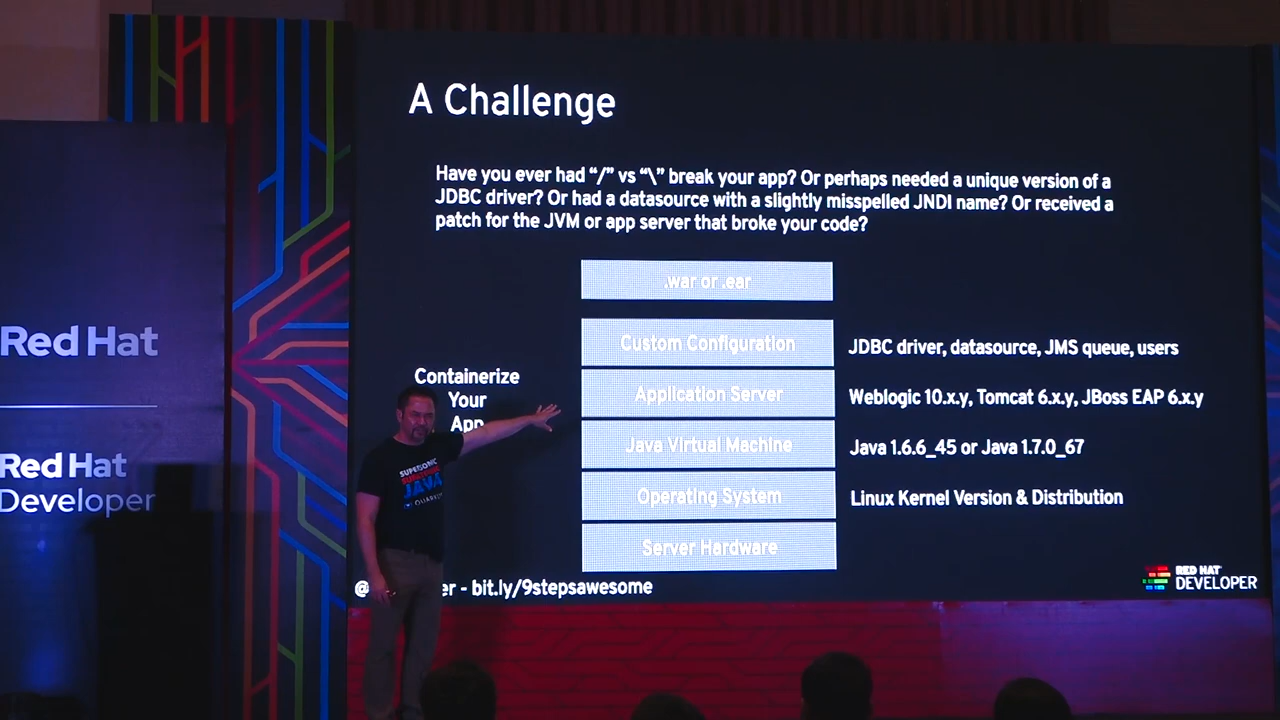 A Challenge
Have you ever had “/” vs “\” break your app? Or perhaps needed a unique version of a
JDBC driver? Or had a datasource with a slightly misspelled JNDI name? Or received a
patch for the JVM or app server that broke your code?
.war or .ear
Custom Configuration
JDBC driver, datasource, JMS queue, users
Application Server
Weblogic 10.x.y, Tomcat 6.x.y, JBoss EAP 6.x.y
Java Virtual Machine
Java 1.6.6_45 or Java 1.7.0_67
Operating System
Linux Kernel Version & Distribution
Server Hardware
Containerize
Your
App
- bit.ly/9stepsawesome
RED HAT
DEVELOPER
Red Hat
Red Hat
Developer
SUPERSONIC
JAVA